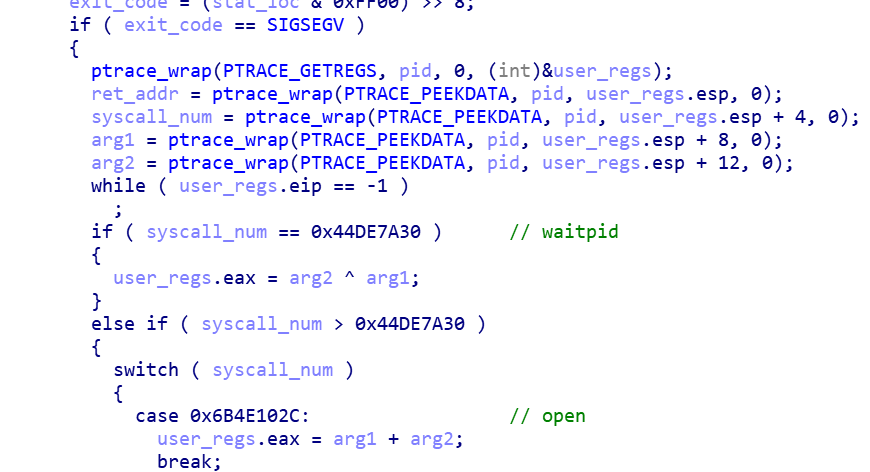 exit_code = (stat_loc & 0xFF00) >> 8;
if ( exit_code == SIGSEGV )
{
ptrace_wrap(PTRACE_GETREGS, pid, 0, (int)&user_regs);
ret_addr = ptrace_wrap(PTRACE_PEEKDATA, pid, user_regs.esp, 0);
syscall_num = ptrace_wrap(PTRACE_PEEKDATA, pid, user_regs.esp + 4, 0);
arg1 = ptrace_wrap(PTRACE_PEEKDATA, pid, user_regs.esp + 8, 0);
arg2 = ptrace_wrap(PTRACE_PEEKDATA, pid, user_regs.esp + 12, 0);
while ( user_regs.eip == -1 )
;
if ( syscall_num == 0x44DE7A30 ) // waitpid
{
user_regs.eax = arg2 ^ arg1;
}
else if ( syscall_num > 0x44DE7A30 )
{
switch ( syscall_num )
{
case 0x6B4E102C: // open
user_regs.eax = arg1 + arg2;
break;